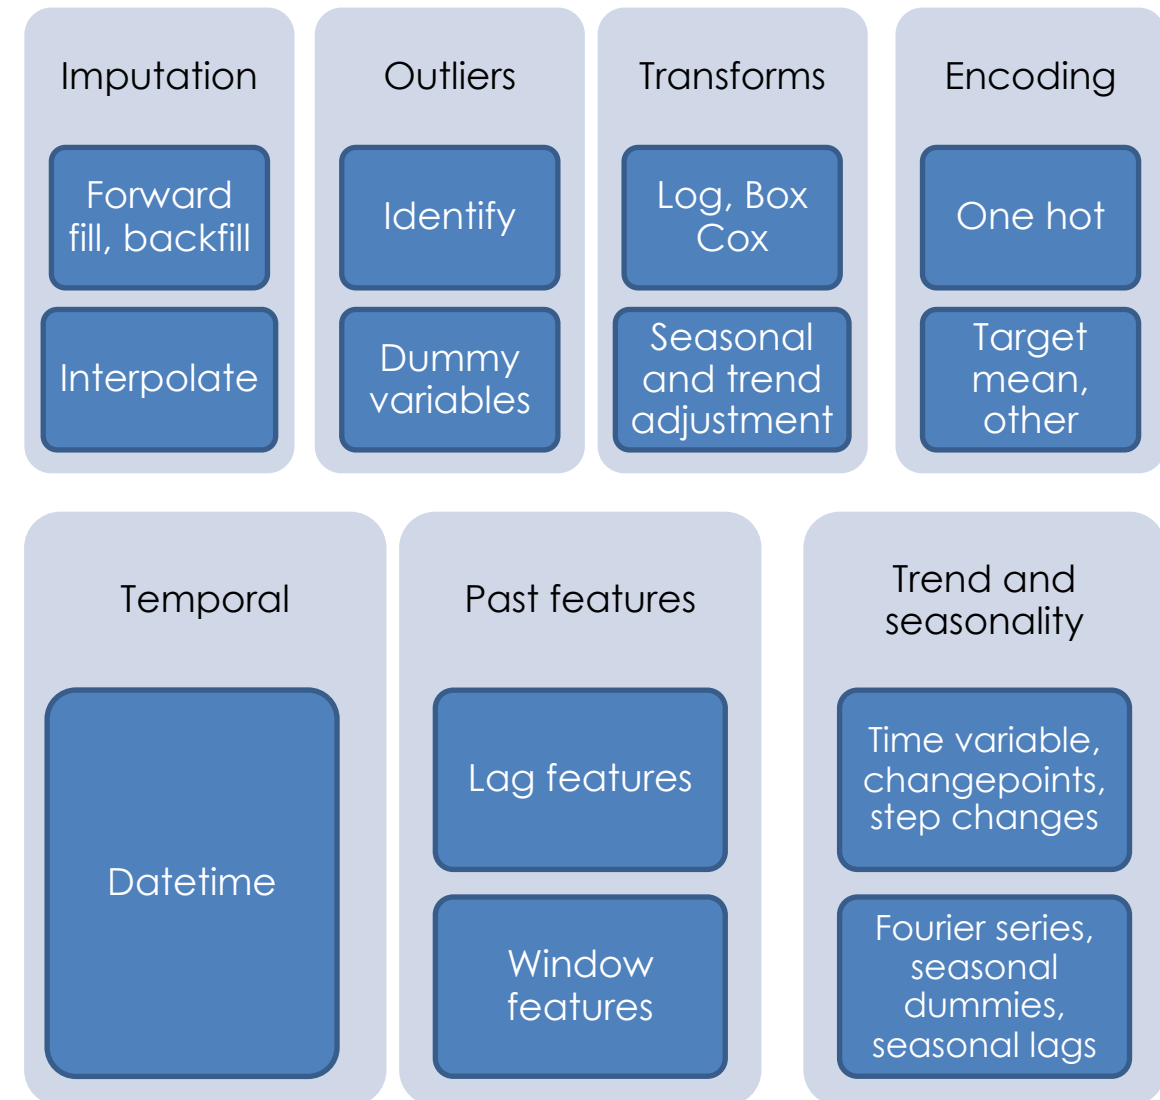 Imputation
Forward
fill, backfill
Interpolate
Outliers
Identify
Dummy
variables
Transforms
Log, Box
Cox
Seasonal
and trend
adjustment
Encoding
One hot
Target
mean,
other
Temporal
Datetime
Past features
Lag features
Window
features
Trend and
seasonality
Time variable,
changepoints,
step changes
Fourier series,
seasonal
dummies,
seasonal lags